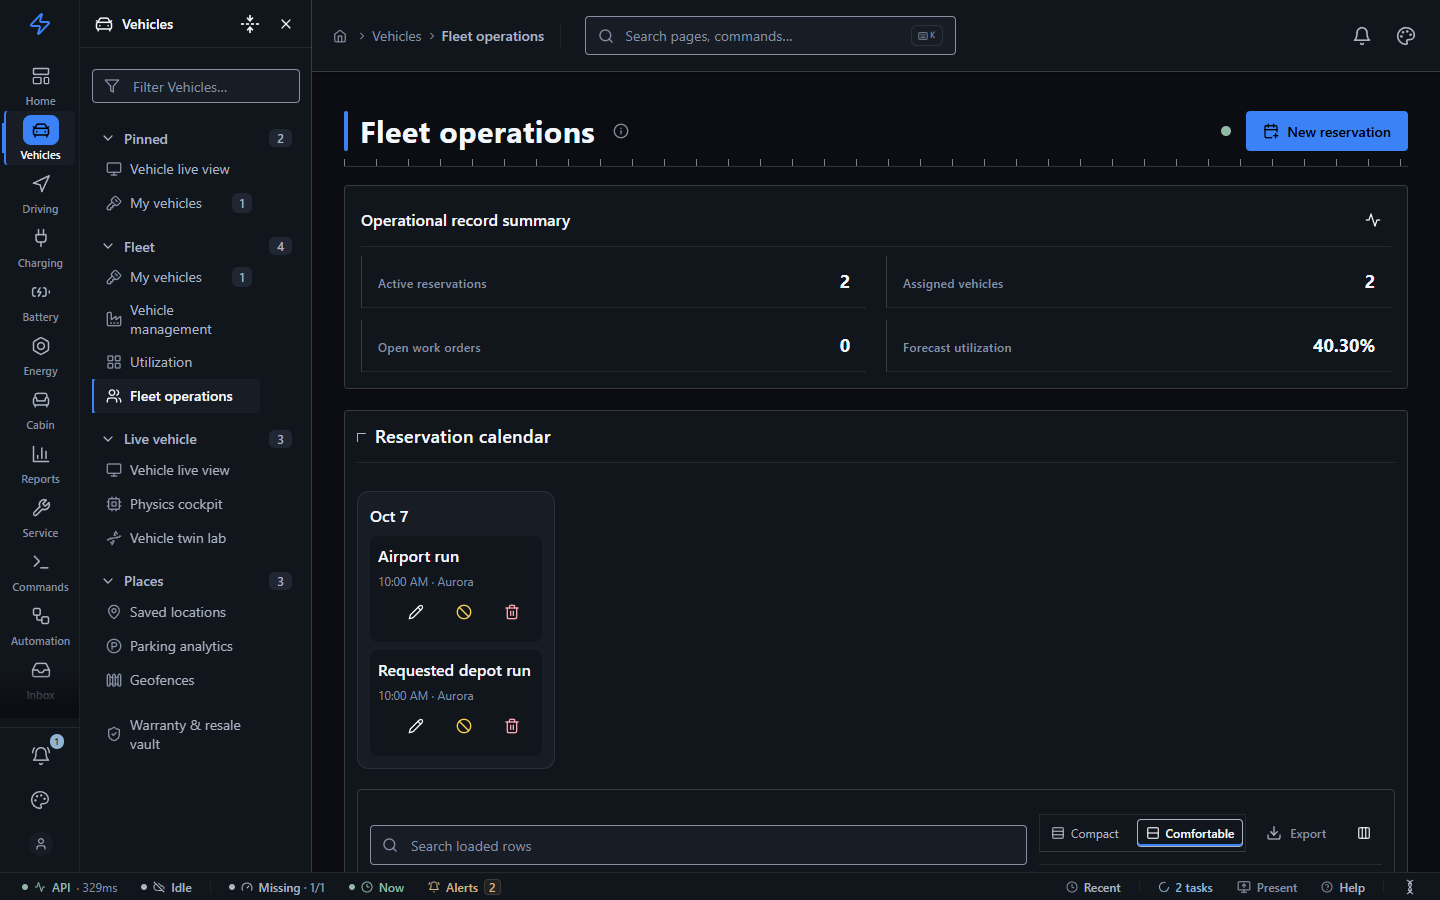 Home
Vehicles
Driving
Charging
Battery
Energy
Cabin
Reports
Service
Commands
Automation
Inbox
1
Vehicles
Filter Vehicles...
Pinned 2
Vehicle live view
My vehicles 1
Fleet 4
My vehicles 1
Vehicle
management
Utilization
Fleet operations
Live vehicle 3
Vehicle live view
Physics cockpit
Vehicle twin lab
Places 3
Saved locations
Parking analytics
Geofences
Warranty & resale
vault
Vehicles Fleet operations
Search pages, commands... K
Fleet operations
New reservation
Operational record summary
Active reservations 2
Assigned vehicles 2
Open work orders 0
Forecast utilization 40.30%
Reservation calendar
Oct 7
Airport run
10:00 AM · Aurora
Requested depot run
10:00 AM · Aurora
Search loaded rows
Compact Comfortable Export
API · 329ms Idle Missing · 1/1 Now Alerts 2 Recent 2 tasks Present Help